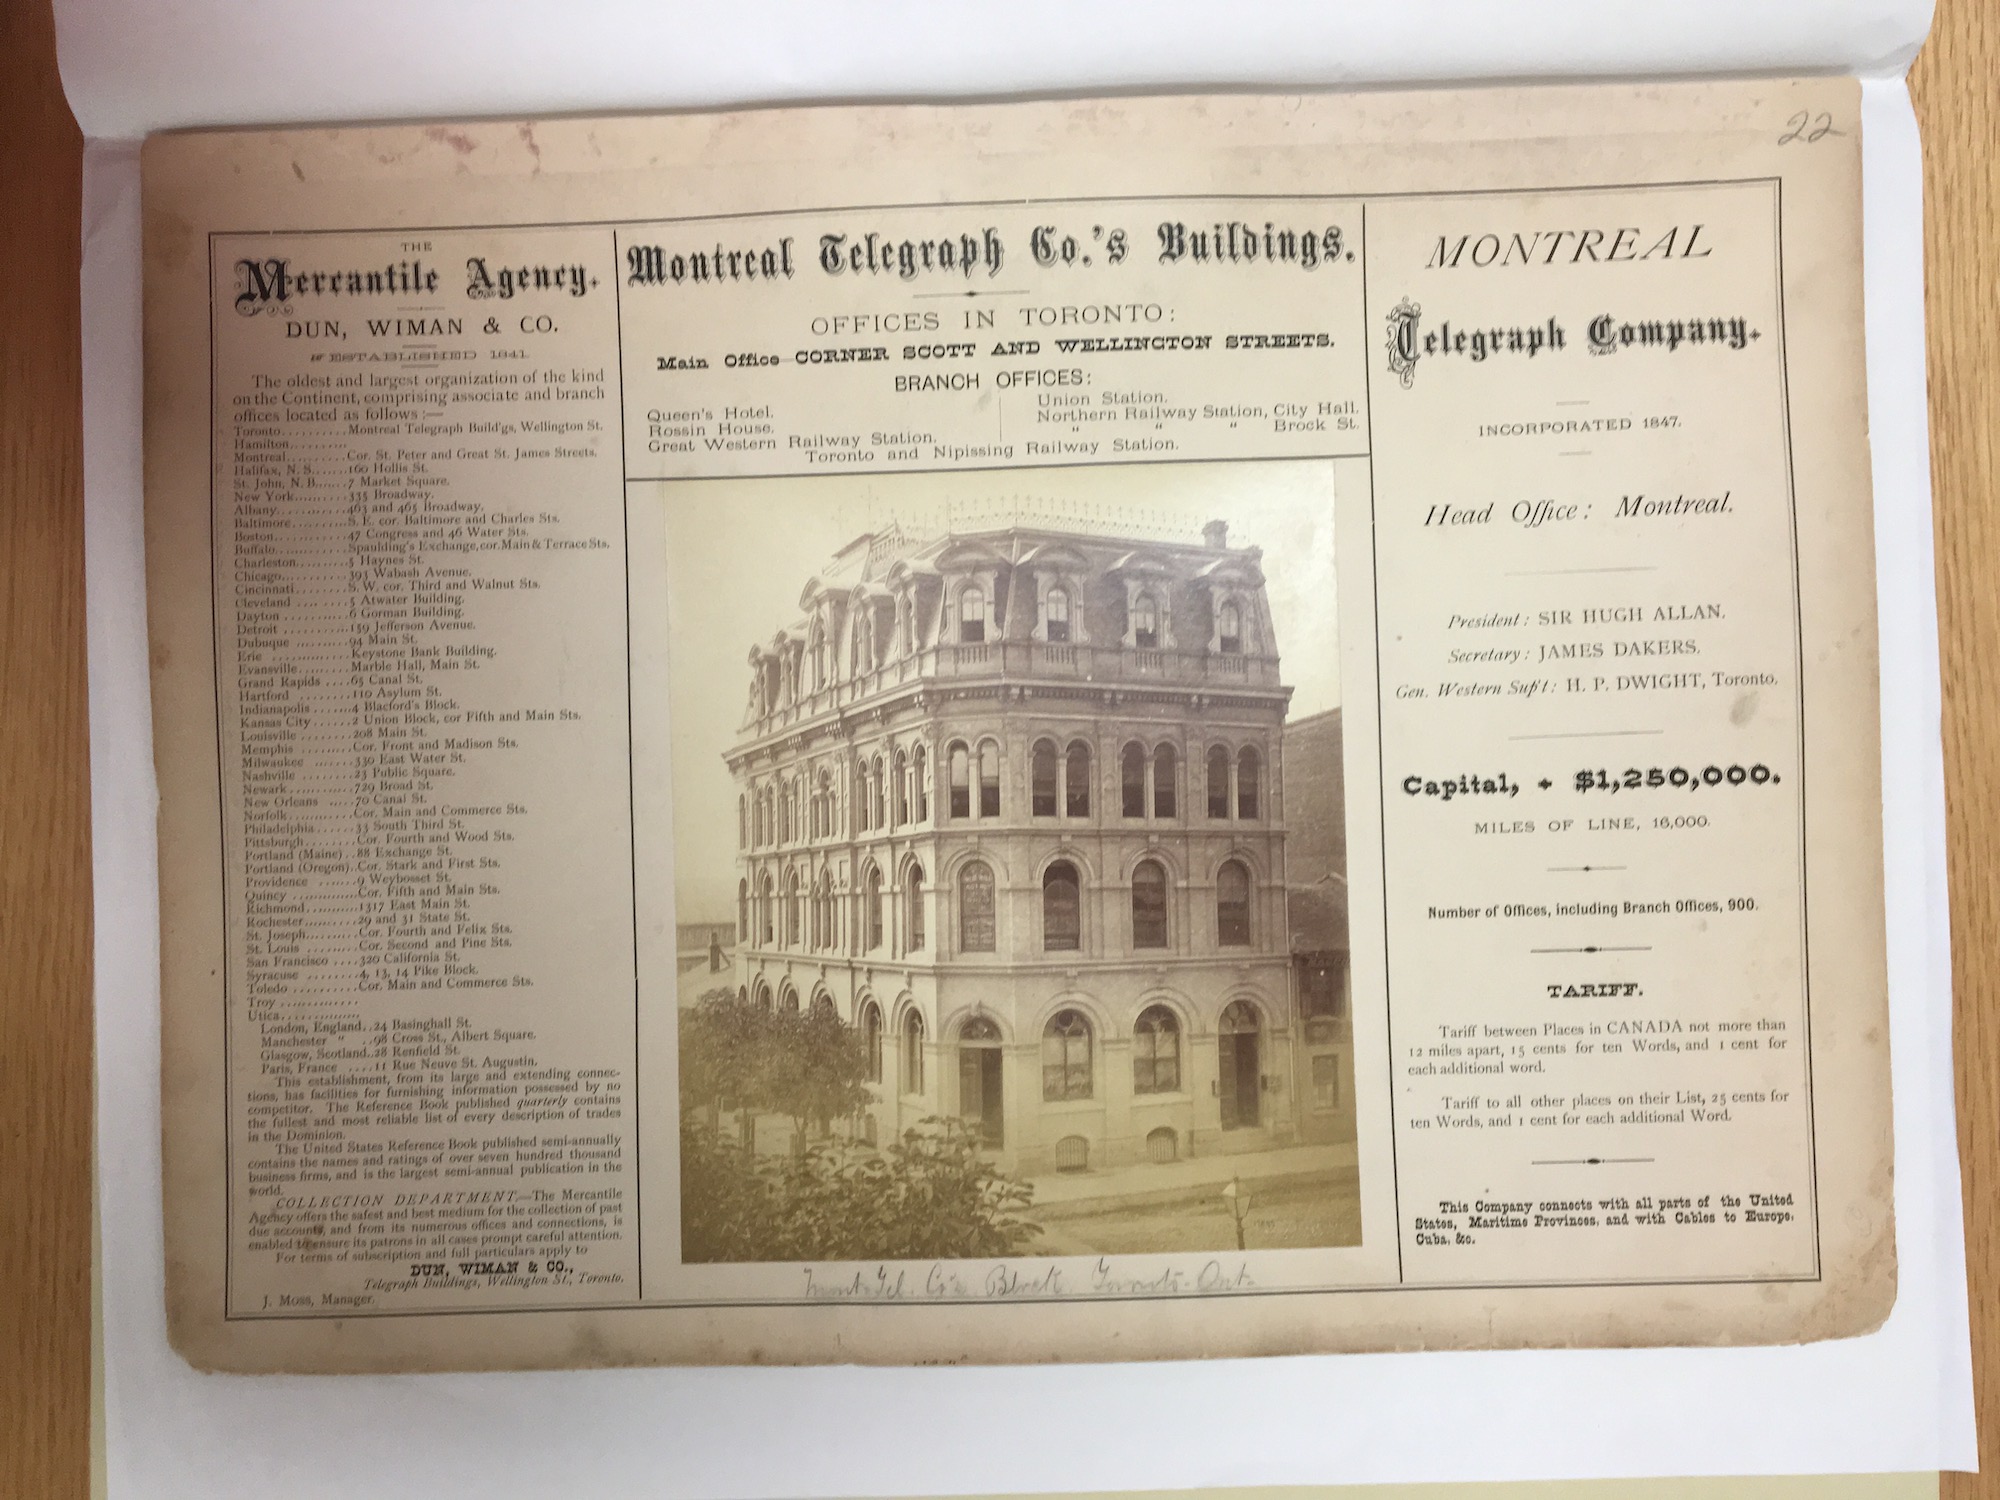 22
THE
Mercantile Agency.
DUN, WIMAN & CO.
ESTABLISHED 1841.
The oldest and largest organization of the kind
on the Continent, comprising associate and branch
offices located as follows :—
Toronto..........Montreal Telegraph Build'gs, Wellington St.
Hamilton..........
Montreal..........Cor. St. Peter and Great St. James Streets.
Halifax, N. S......160 Hollis St.
St. John, N. B......7 Market Square.
New York..........335 Broadway.
Albany..........463 and 465 Broadway.
Baltimore.........S. E. cor. Baltimore and Charles Sts.
Boston..........47 Congress and 46 Water Sts.
Buffalo..........Spaulding's Exchange, cor. Main & Terrace Sts.
Charleston........5 Haynes St.
Chicago..........393 Wabash Avenue.
Cincinnati........S. W. cor. Third and Walnut Sts.
Cleveland ........5 Atwater Building.
Dayton ..........6 Gorman Building.
Detroit ..........159 Jefferson Avenue.
Dubuque ..........94 Main St.
Erie ............Keystone Bank Building.
Evansville........Marble Hall, Main St.
Grand Rapids ....65 Canal St.
Hartford ........110 Asylum St.
Indianapolis.......4 Blacford's Block.
Kansas City......2 Union Block, cor Fifth and Main Sts.
Louisville ........208 Main St.
Memphis ........Cor. Front and Madison Sts.
Milwaukee .......330 East Water St.
Nashville ........23 Public Square.
Newark..........729 Broad St.
New Orleans .....70 Canal St.
Norfolk..........Cor. Main and Commerce Sts.
Philadelphia......33 South Third St.
Pittsburgh........Cor. Fourth and Wood Sts.
Portland (Maine)..88 Exchange St.
Portland (Oregon)..Cor. Stark and First Sts.
Providence .......9 Weybosset St.
Quincy ............Cor. Fifth and Main Sts.
Richmond..........1317 East Main St.
Rochester.........29 and 31 State St.
St. Joseph........Cor. Fourth and Felix Sts.
St. Louis ........Cor. Second and Pine Sts.
San Francisco ....320 California St.
Syracuse ........4, 13, 14 Pike Block.
Toledo ..........Cor. Main and Commerce Sts.
Troy ..............
Utica..............
London, England..24 Basinghall St.
Manchester " ..98 Cross St., Albert Square.
Glasgow, Scotland..28 Renfield St.
Paris, France ....11 Rue Neuve St. Augustin.
This establishment, from its large and extending connec-
tions, has facilities for furnishing information possessed by no
competitor. The Reference Book published quarterly contains
the fullest and most reliable list of every description of trades
in the Dominion.
The United States Reference Book published semi-annually
contains the names and ratings of over seven hundred thousand
business firms, and is the largest semi-annual publication in the
world.
COLLECTION DEPARTMENT.—The Mercantile
Agency offers the safest and best medium for the collection of past
due accounts, and from its numerous offices and connections, is
enabled to ensure its patrons in all cases prompt careful attention.
For terms of subscription and full particulars apply to
DUN, WIMAN & CO.,
Telegraph Buildings, Wellington St., Toronto.
J. Moss, Manager.
Montreal Telegraph Co.'s Buildings.
OFFICES IN TORONTO:
Main Office CORNER SCOTT AND WELLINGTON STREETS.
BRANCH OFFICES:
Queen's Hotel.
Rossin House.
Great Western Railway Station.
Union Station.
Northern Railway Station, City Hall.
" " " Brock St.
Toronto and Nipissing Railway Station.
Mont. Tel. Co's Block Toronto - Ont-
MONTREAL
Telegraph Company.
INCORPORATED 1847.
Head Office: Montreal.
President: SIR HUGH ALLAN.
Secretary: JAMES DAKERS.
Gen. Western Sup't: H. P. DWIGHT, Toronto.
Capital, - $1,250,000.
MILES OF LINE, 16,000.
Number of Offices, including Branch Offices, 900.
TARIFF.
Tariff between Places in CANADA not more than
12 miles apart, 15 cents for ten Words, and 1 cent for
each additional word.
Tariff to all other places on their List, 25 cents for
ten Words, and 1 cent for each additional Word.
This Company connects with all parts of the United
States, Maritime Provinces, and with Cables to Europe,
Cuba, &c.